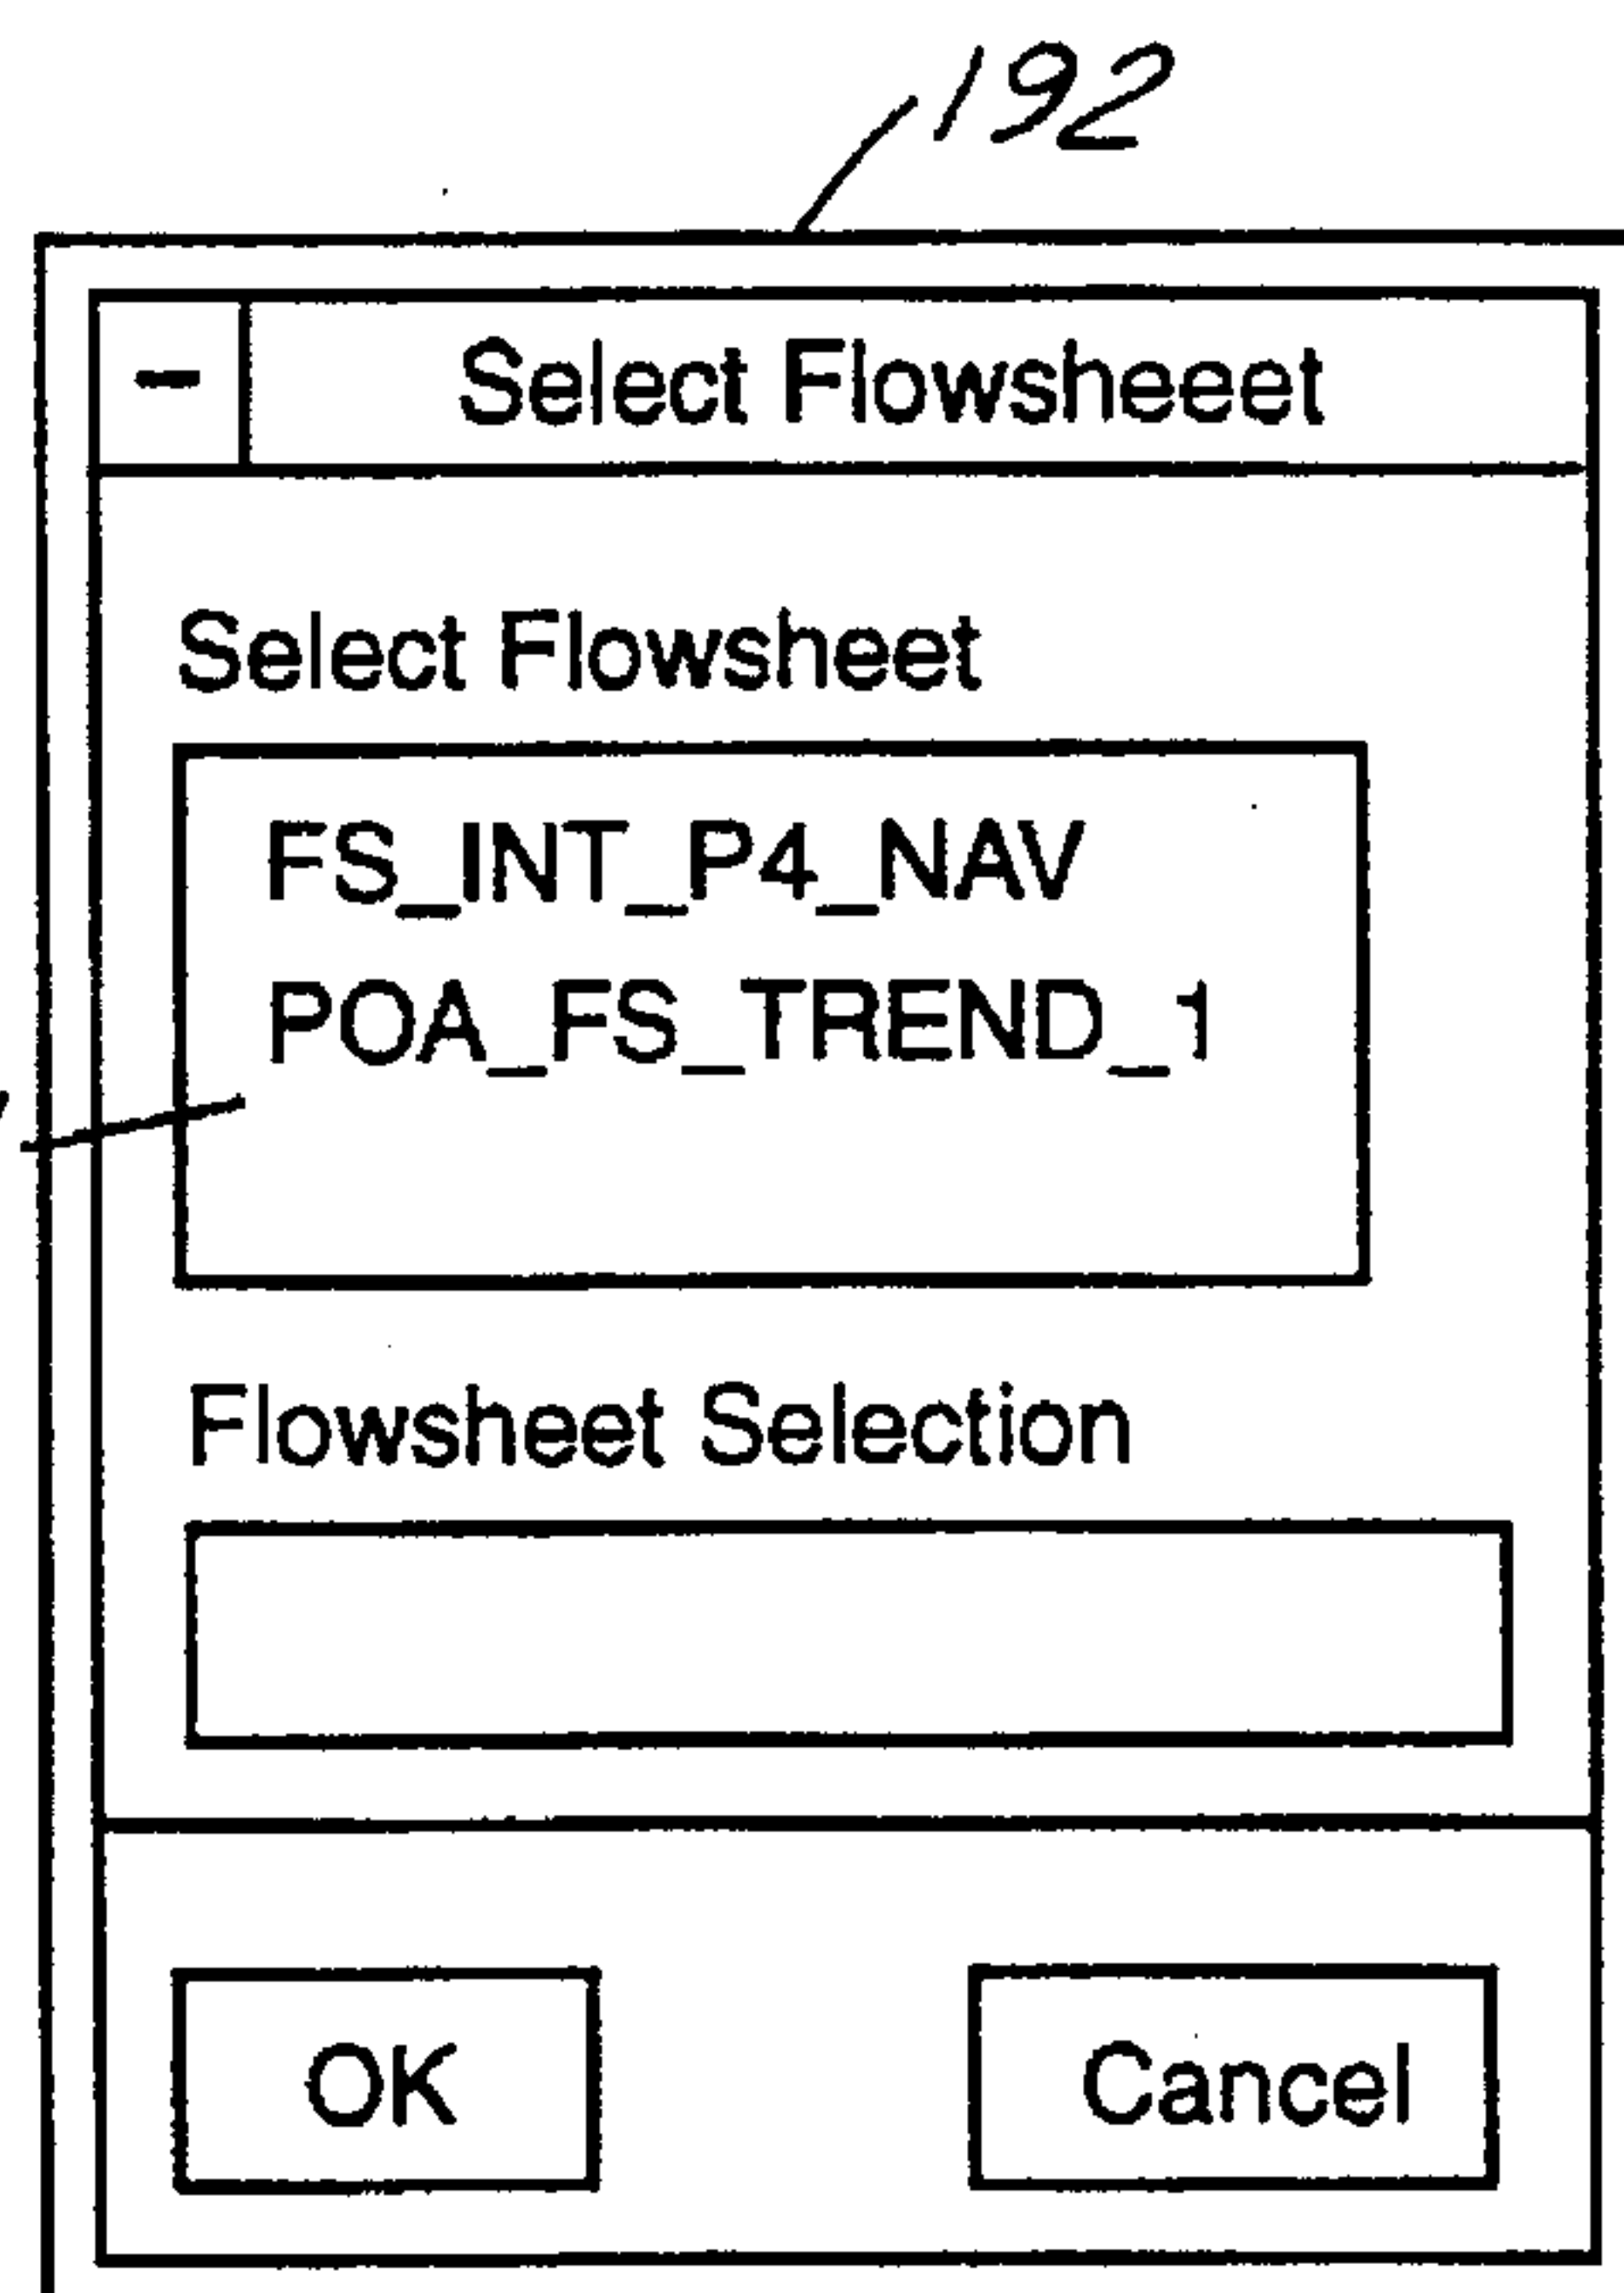 192
- Select Flowsheeet
Select Flowsheet
FS_INT_P4_NAV
POA_FS_TREND_1
Flowsheet Selection
OK Cancel